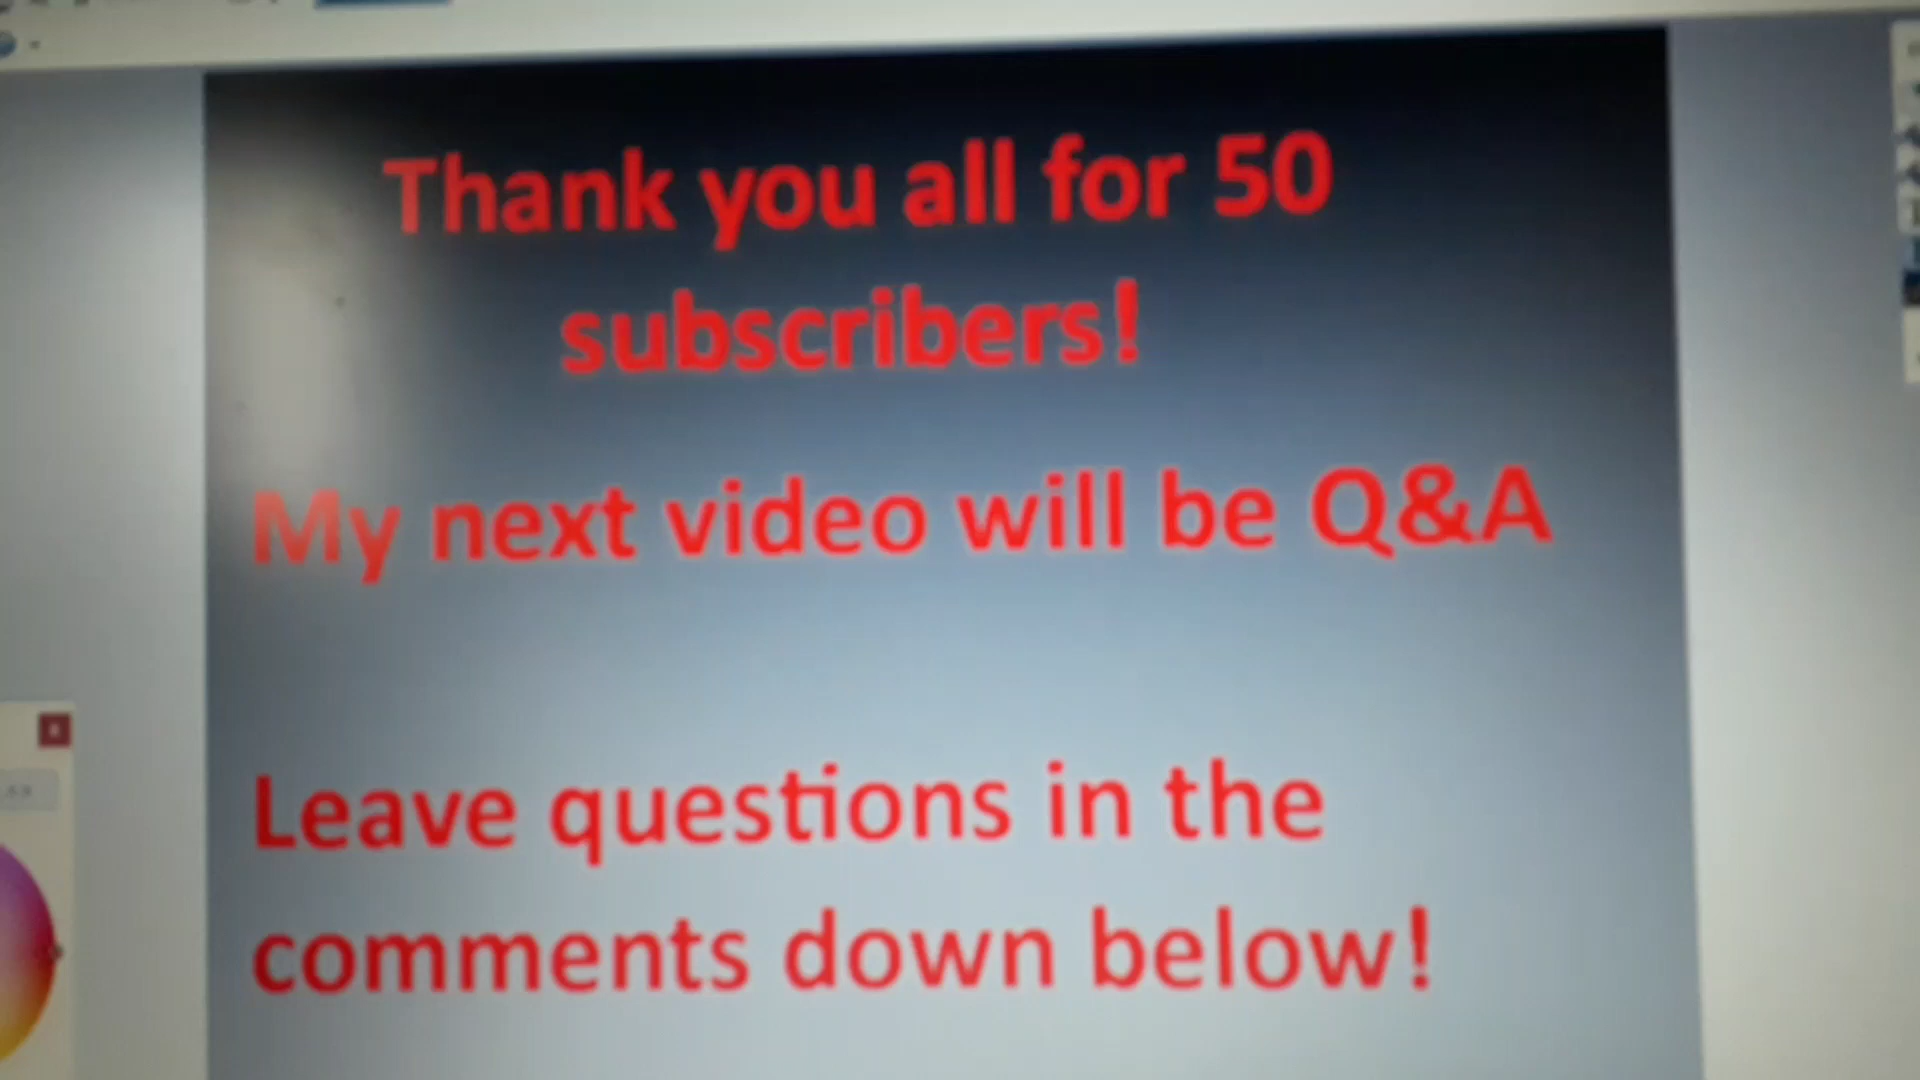 Thank you all for 50
subscribers!
My next video will be Q&A
Leave questions in the
comments down below!